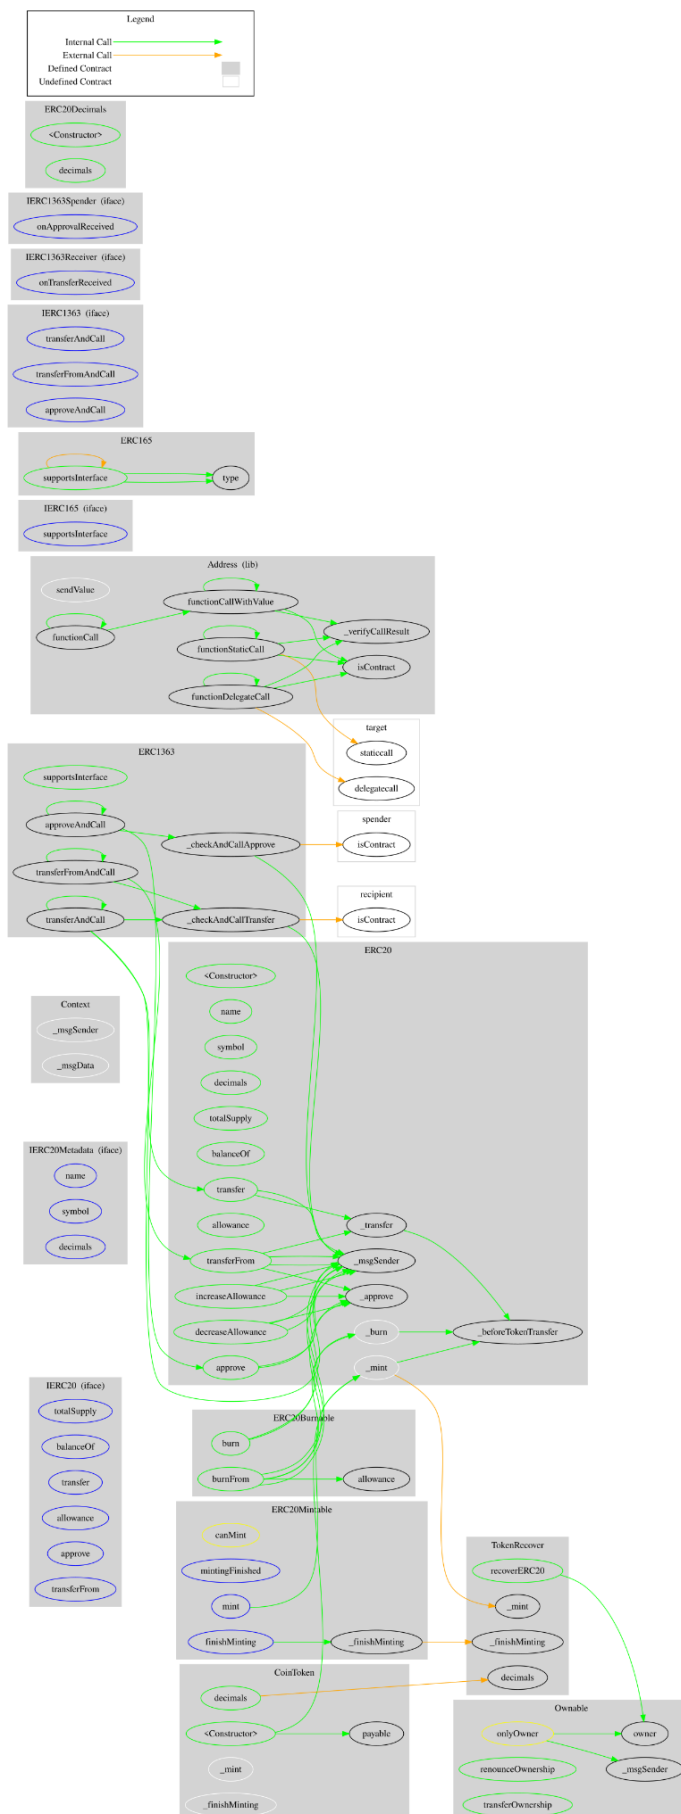 Legend
Internal Call
External Call
Defined Contract
Undefined Contract
ERC20Decimals
<Constructor>
decimals
IERC1363Spender (iface)
onApprovalReceived
IERC1363Receiver (iface)
onTransferReceived
IERC1363 (iface)
transferAndCall
transferFromAndCall
approveAndCall
ERC165
supportsInterface
type
IERC165 (iface)
supportsInterface
Address (lib)
sendValue
functionCallWithValue
functionCall
_verifyCallResult
functionStaticCall
isContract
functionDelegateCall
target
staticcall
delegatecall
ERC1363
supportsInterface
approveAndCall
_checkAndCallApprove
transferFromAndCall
transferAndCall
_checkAndCallTransfer
spender
isContract
recipient
isContract
ERC20
<Constructor>
name
symbol
decimals
totalSupply
balanceOf
transfer
allowance
_transfer
transferFrom
_msgSender
increaseAllowance
_approve
decreaseAllowance
_burn
_beforeTokenTransfer
approve
_mint
Context
_msgSender
_msgData
IERC20Metadata (iface)
name
symbol
decimals
IERC20 (iface)
totalSupply
balanceOf
transfer
allowance
approve
transferFrom
ERC20Burnable
burn
burnFrom
allowance
ERC20Mintable
canMint
mintingFinished
mint
finishMinting
_finishMinting
TokenRecover
recoverERC20
_mint
_finishMinting
decimals
CoinToken
decimals
<Constructor>
payable
_mint
_finishMinting
Ownable
onlyOwner
owner
renounceOwnership
_msgSender
transferOwnership